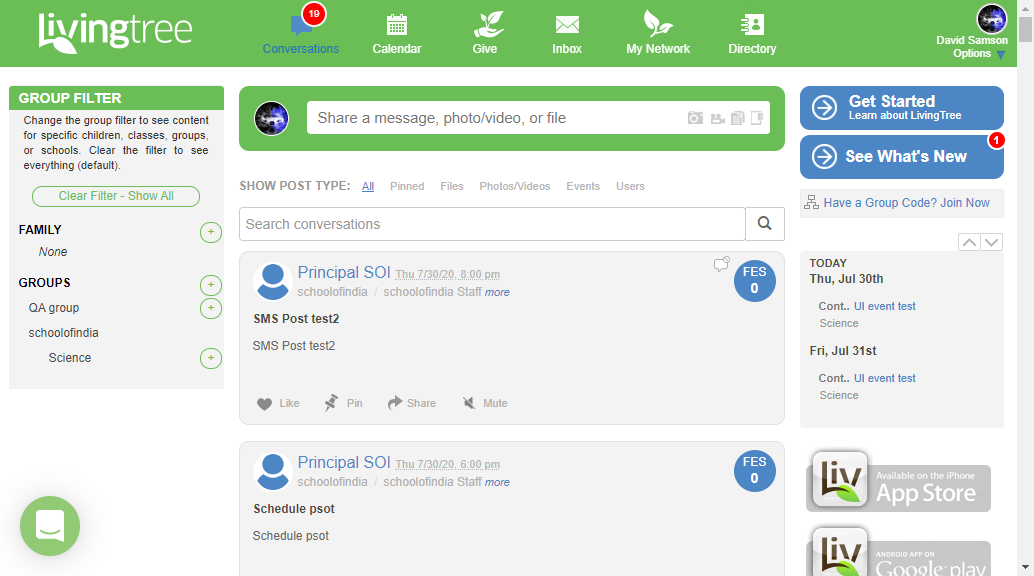 livingtree
19
Conversations
Calendar
Give
Inbox
My Network
Directory
David Samson
Options
GROUP FILTER
Change the group filter to see content
for specific children, classes, groups,
or schools. Clear the filter to see
everything (default).
Clear Filter - Show All
FAMILY
+
None
GROUPS
+
QA group
+
schoolofindia
Science
+
Share a message, photo/video, or file
SHOW POST TYPE: All Pinned Files Photos/Videos Events Users
Search conversations
Principal SOI Thu 7/30/20, 8:00 pm
schoolofindia / schoolofindia Staff more
FES
0
SMS Post test2
SMS Post test2
Like Pin Share Mute
Principal SOI Thu 7/30/20, 6:00 pm
schoolofindia / schoolofindia Staff more
FES
0
Schedule psot
Schedule psot
Get Started
Learn about LivingTree
1
See What's New
Have a Group Code? Join Now
TODAY
Thu, Jul 30th
Cont.. UI event test
Science
Fri, Jul 31st
Cont.. UI event test
Science
Liv
Available on the iPhone
App Store
Liv
ANDROID APP ON
Google play